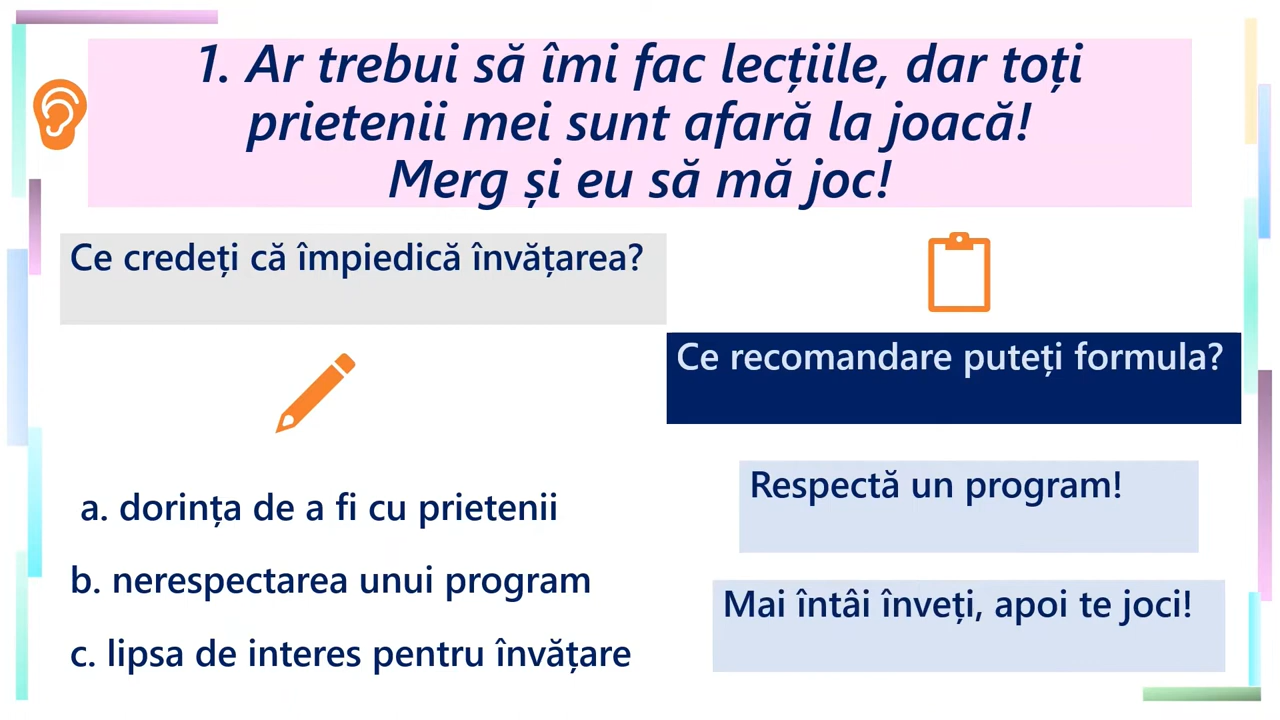 1. Ar trebui să îmi fac lecțiile, dar toți
prietenii mei sunt afară la joacă!
Merg și eu să mă joc!
Ce credeți că împiedică învățarea?
a. dorința de a fi cu prietenii
b. nerespectarea unui program
c. lipsa de interes pentru învățare
Ce recomandare puteți formula?
Respectă un program!
Mai întâi înveți, apoi te joci!